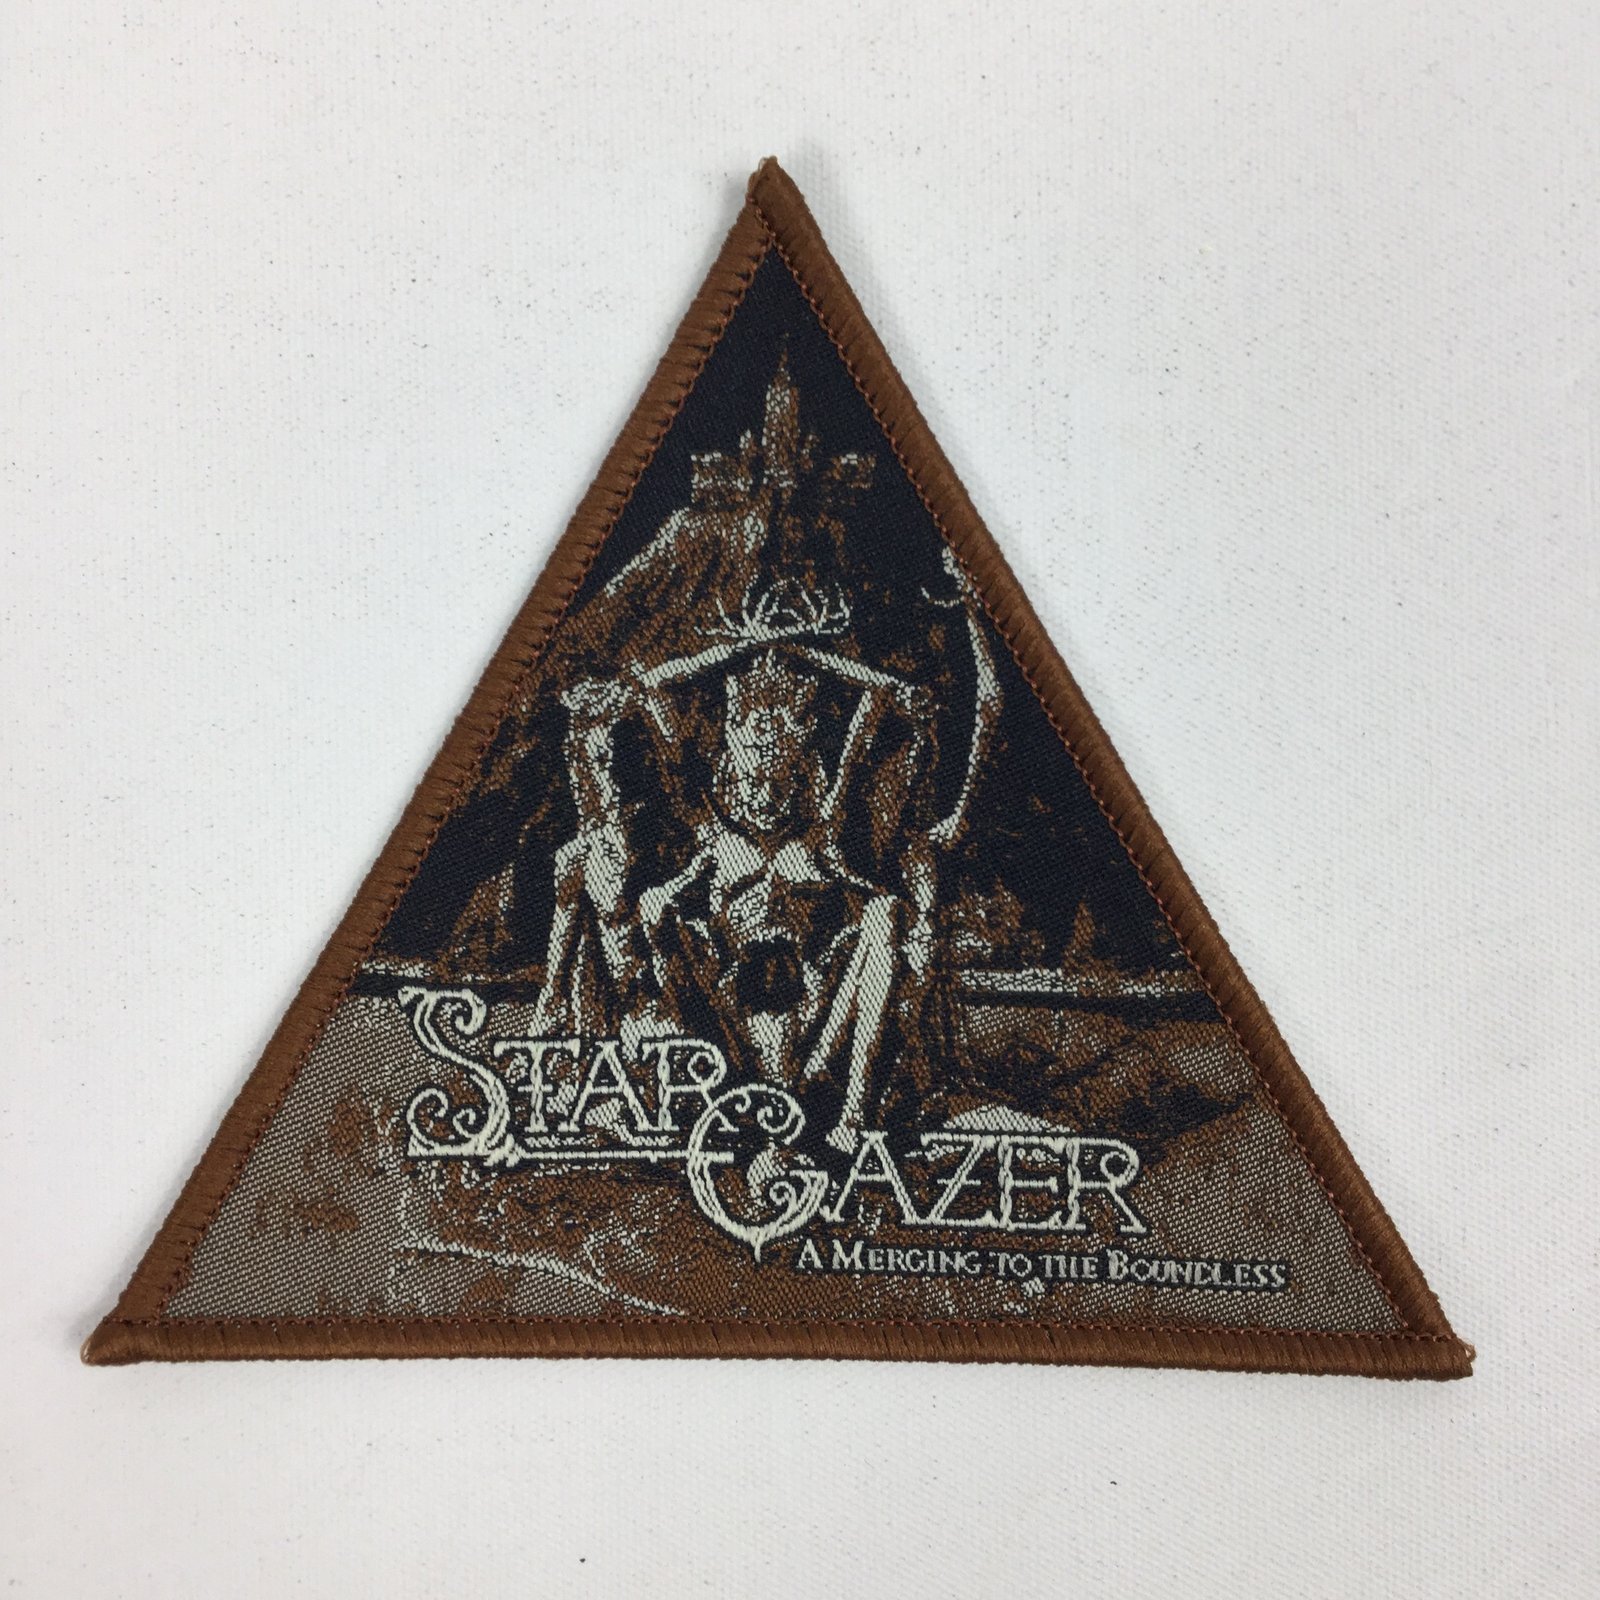 StarGazer
A Merging to the Boundless